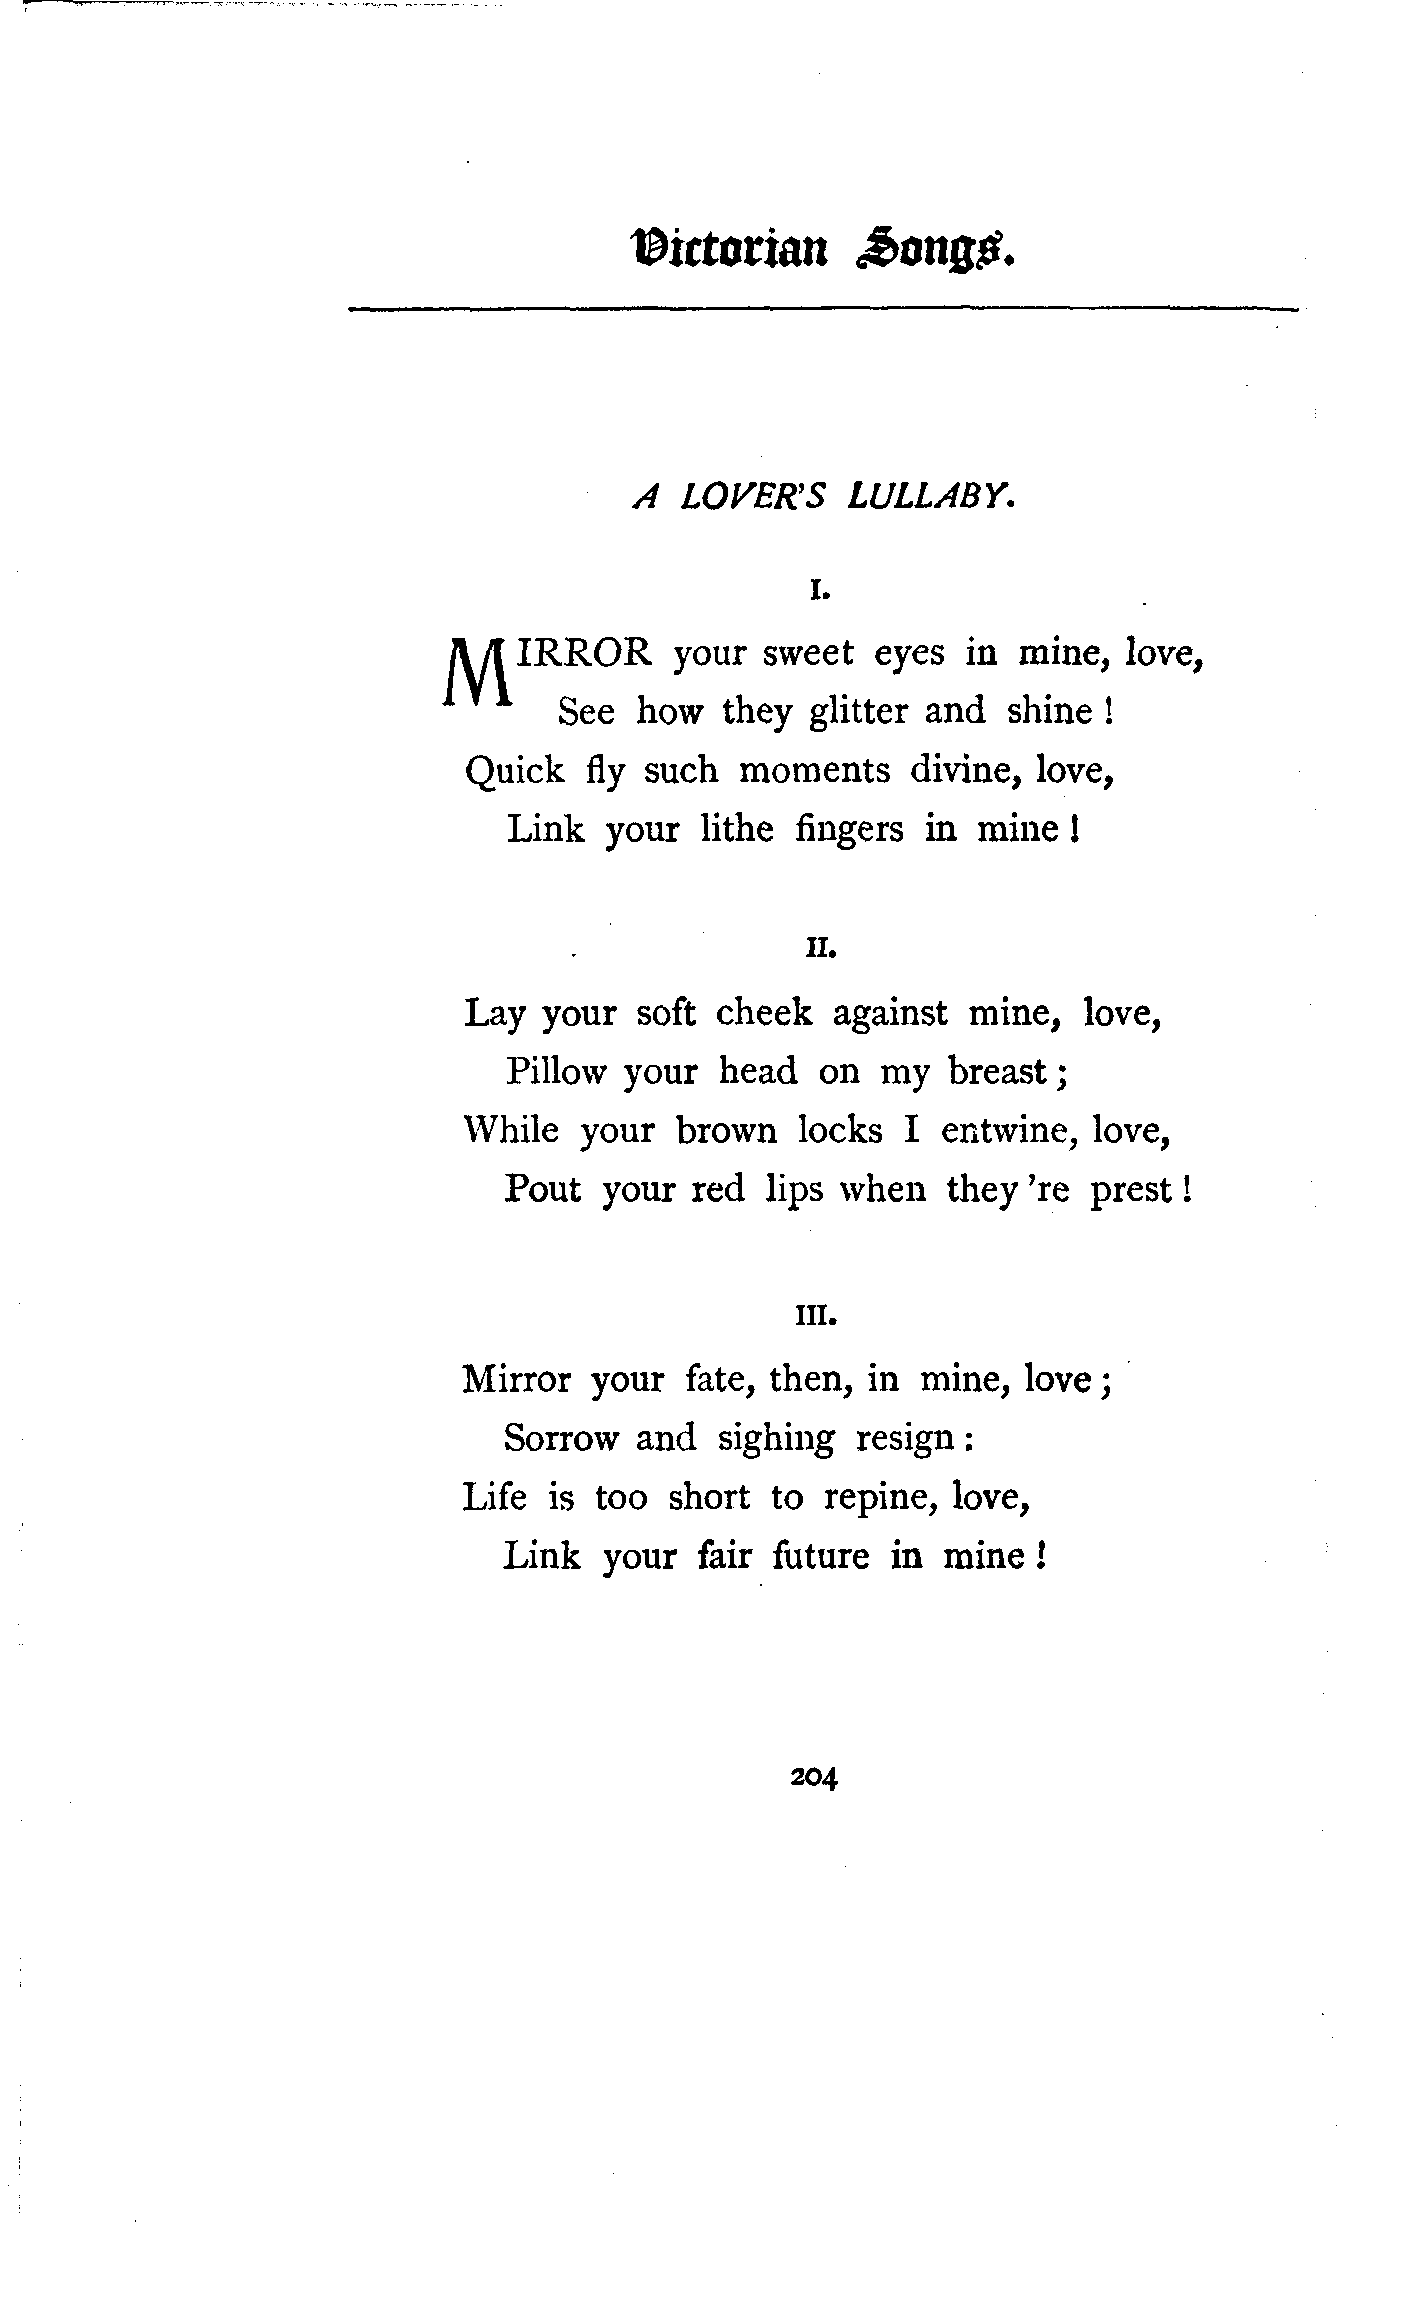 Victorian Songs.
A LOVER'S LULLABY.
I.
MIRROR your sweet eyes in mine, love,
See how they glitter and shine!
Quick fly such moments divine, love,
Link your lithe fingers in mine!
II.
Lay your soft cheek against mine, love,
Pillow your head on my breast;
While your brown locks I entwine, love,
Pout your red lips when they 're prest!
III.
Mirror your fate, then, in mine, love;
Sorrow and sighing resign:
Life is too short to repine, love,
Link your fair future in mine!
204